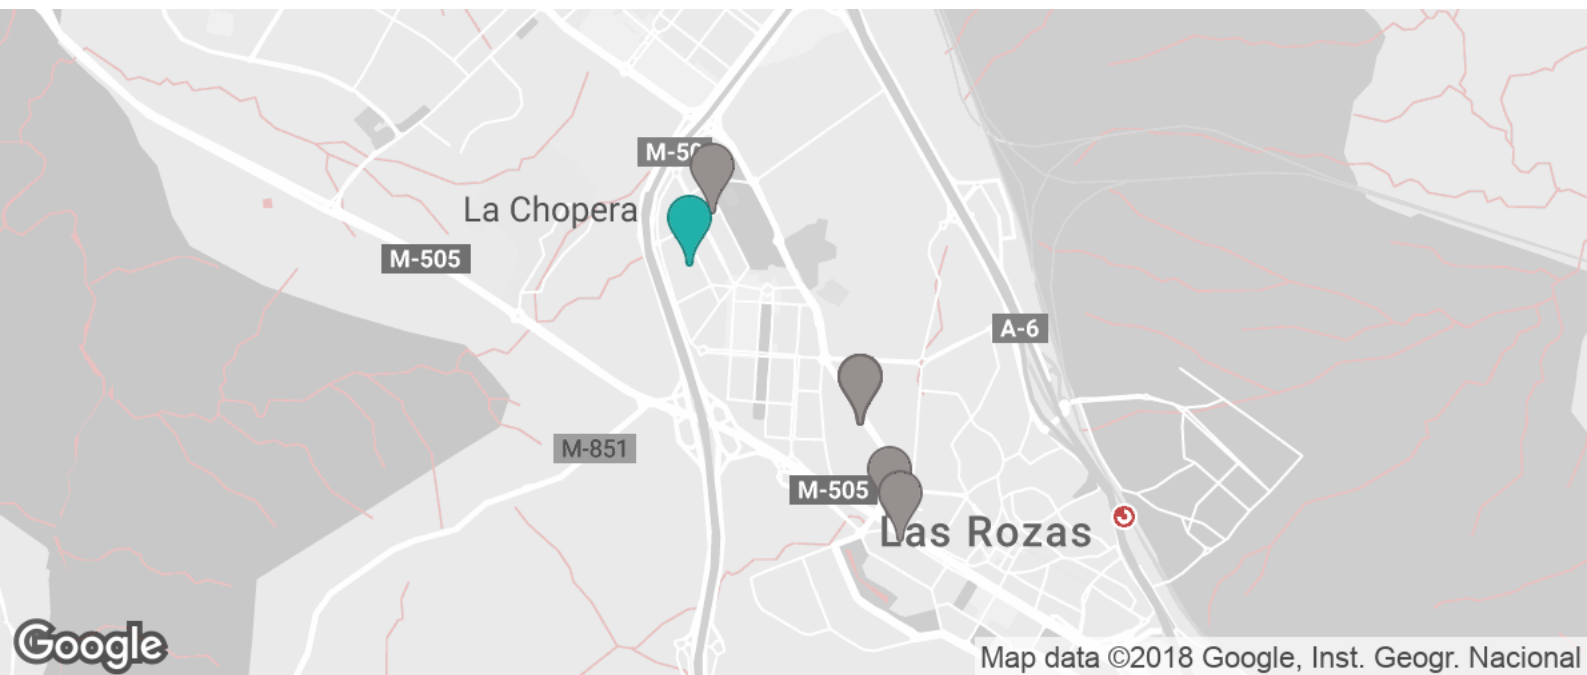 M-50
La Chopera
M-505
A-6
M-851
M-505
Las Rozas
Google
Map data ©2018 Google, Inst. Geogr. Nacional